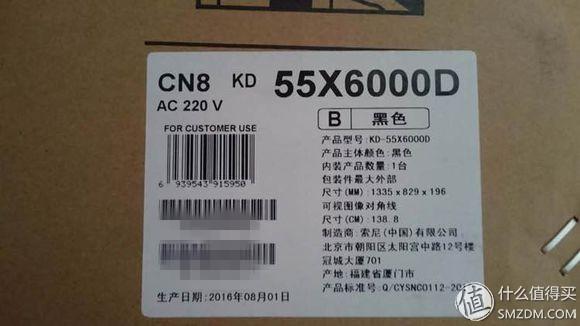 CN8 KD 55X6000D
AC 220 V
B 黑色
FOR CUSTOMER USE
产品型号: KD-55X6000D
产品主体颜色: 黑色
内装产品数量: 1台
包装件最大外部
尺寸(MM): 1335 x 829 x 196
可视图像对角线
尺寸(CM): 138.8
制造商: 索尼(中国)有限公司
北京市朝阳区太阳宫中路12号楼
冠城大厦701
产地: 福建省厦门市
产品标准号: Q/CYSNC0112-20
6 939543 915950
生产日期: 2016年08月01日
值 什么值得买
SMZDM.COM